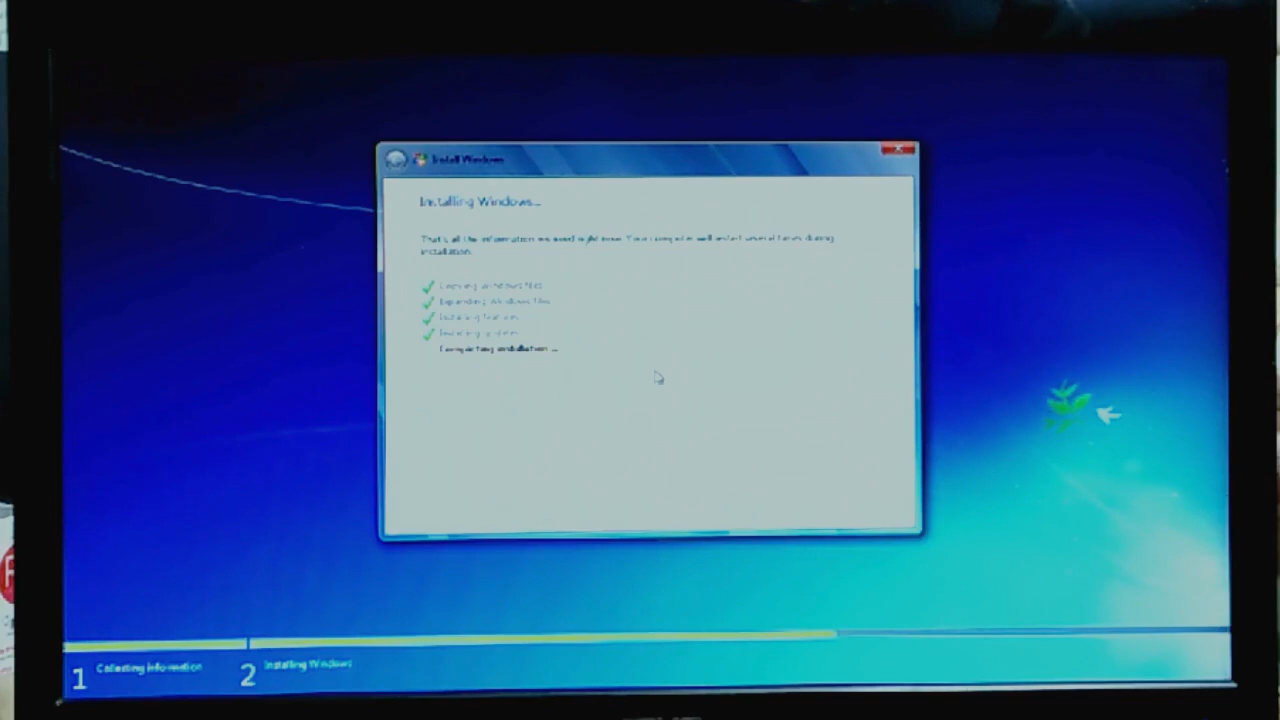 Install Windows
Installing Windows...
That's all the information we need right now. Your computer will restart several times during
installation.
Copying Windows files
Expanding Windows files
Installing features
Installing updates
Completing installation ...
1 Collecting information
2 Installing Windows